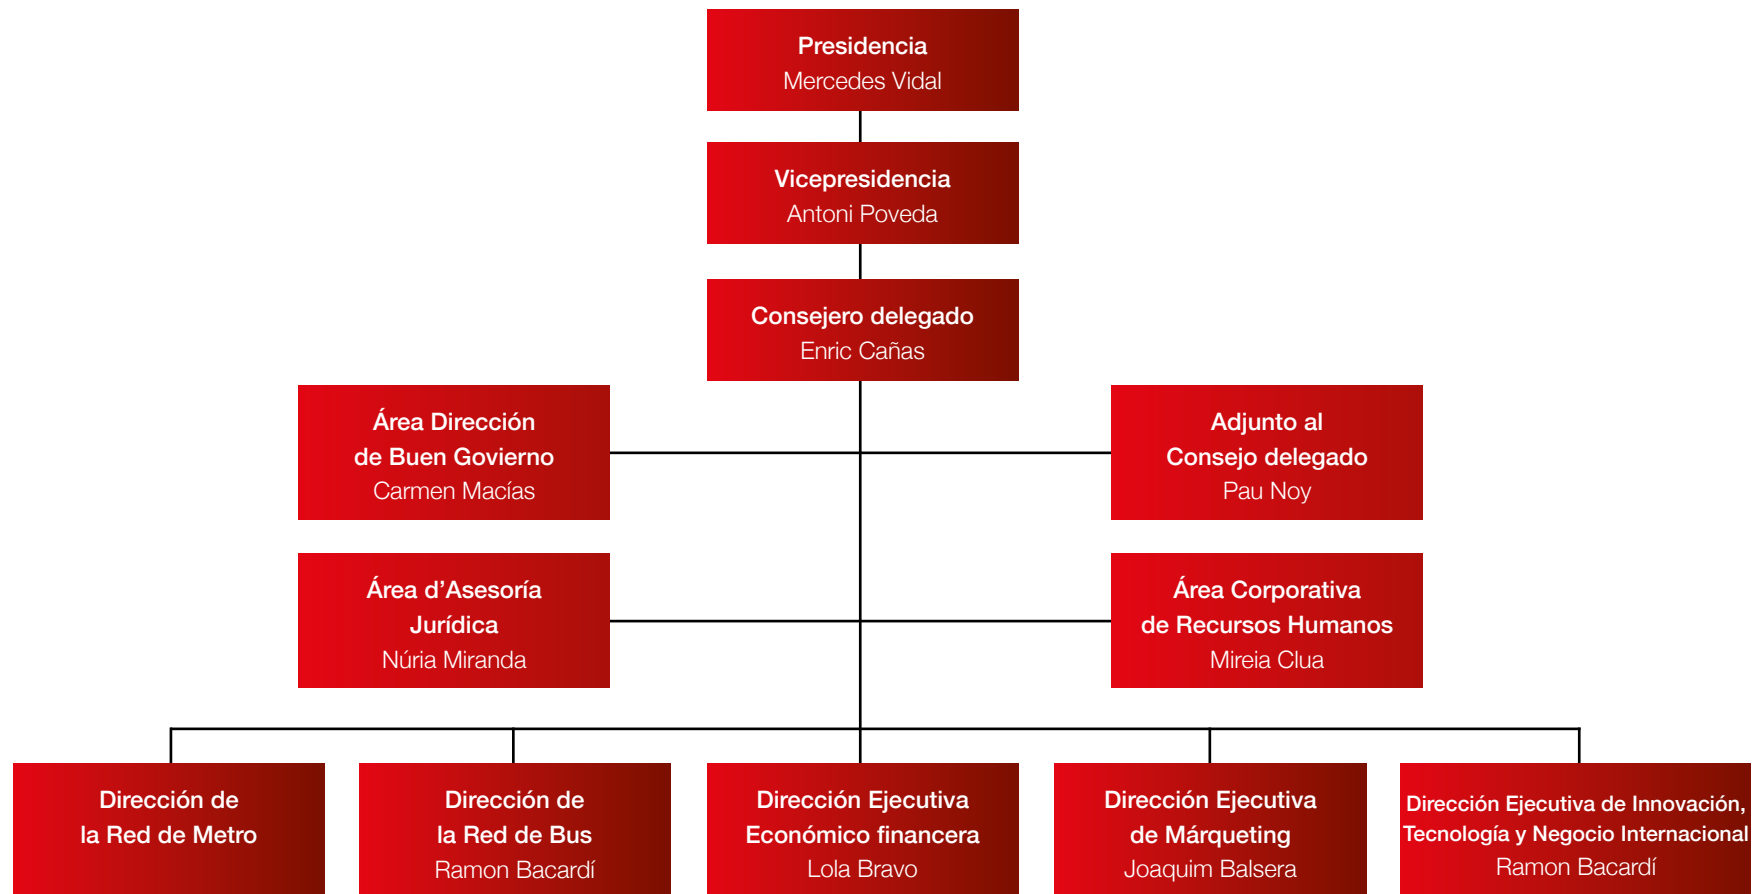 Presidencia
Mercedes Vidal
Vicepresidencia
Antoni Poveda
Consejero delegado
Enric Cañas
Área Dirección
de Buen Govierno
Carmen Macías
Adjunto al
Consejo delegado
Pau Noy
Área d’Asesoría
Jurídica
Núria Miranda
Área Corporativa
de Recursos Humanos
Mireia Clua
Dirección de
la Red de Metro
Dirección de
la Red de Bus
Ramon Bacardí
Dirección Ejecutiva
Económico financera
Lola Bravo
Dirección Ejecutiva
de Márqueting
Joaquim Balsera
Dirección Ejecutiva de Innovación,
Tecnología y Negocio Internacional
Ramon Bacardí